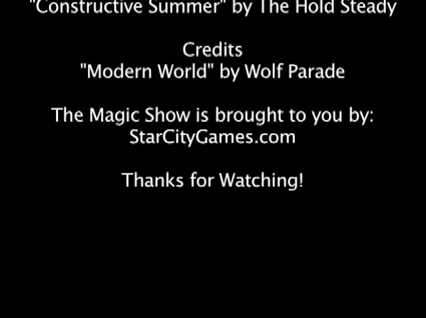 "Constructive Summer" by The Hold Steady
Credits
"Modern World" by Wolf Parade
The Magic Show is brought to you by:
StarCityGames.com
Thanks for Watching!